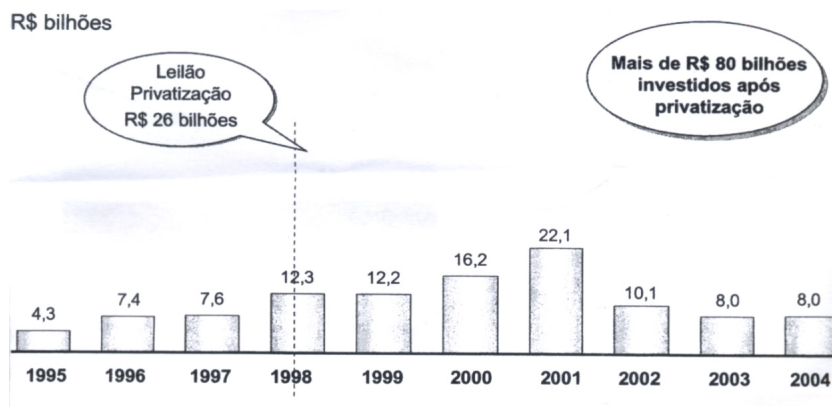 R$ bilhões
Leilão
Privatização
R$ 26 bilhões
Mais de R$ 80 bilhões
investidos após
privatização
4,3
7,4
7,6
12,3
12,2
16,2
22,1
10,1
8,0
8,0
1995
1996
1997
1998
1999
2000
2001
2002
2003
2004